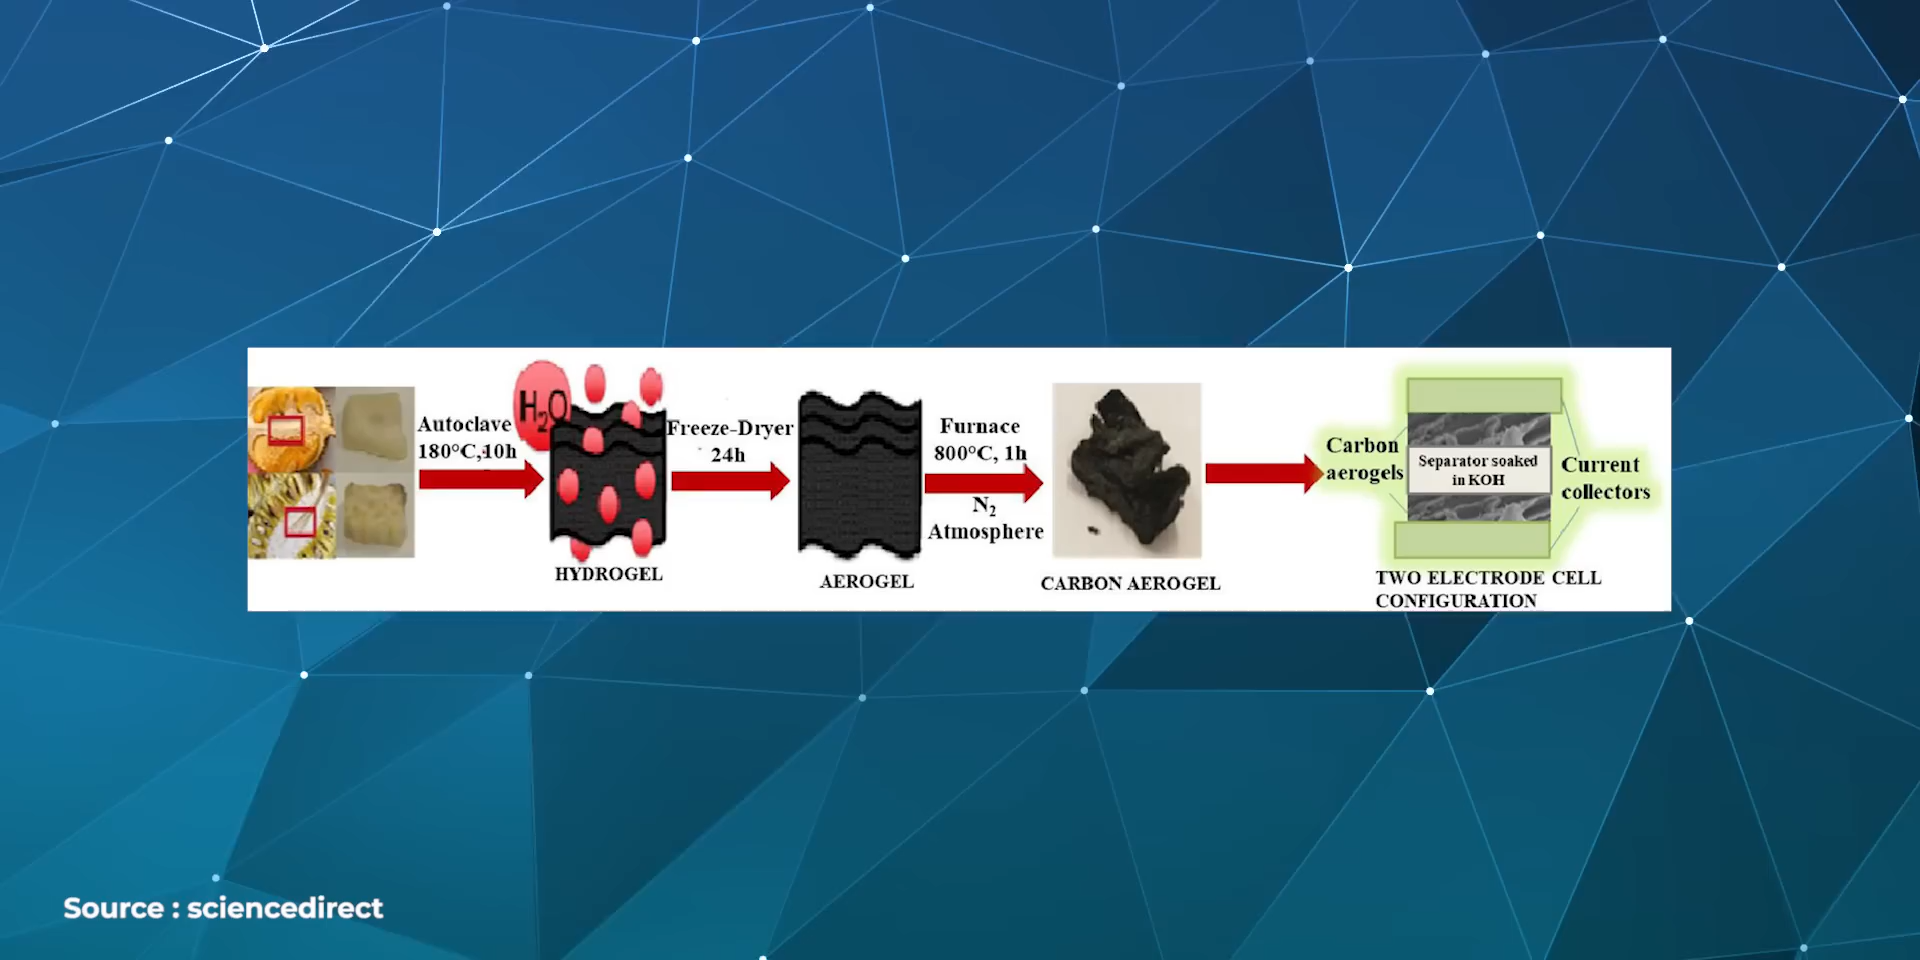 Autoclave
180°C,10h
H₂O
HYDROGEL
Freeze-Dryer
24h
AEROGEL
Furnace
800°C, 1h
N₂
Atmosphere
CARBON AEROGEL
Carbon
aerogels
Separator soaked
in KOH
Current
collectors
TWO ELECTRODE CELL
CONFIGURATION
Source : sciencedirect